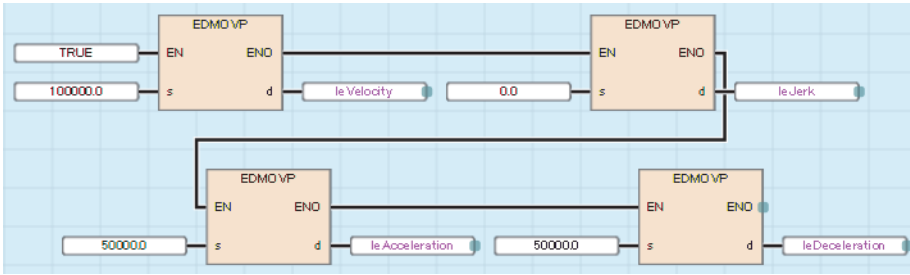 EDMOVP EDMOVP
TRUE EN ENO EN ENO
100000.0 s d leVelocity 0.0 s d leJerk
EDMOVP EDMOVP
EN ENO EN ENO
50000.0 s d leAcceleration 50000.0 s d leDeceleration